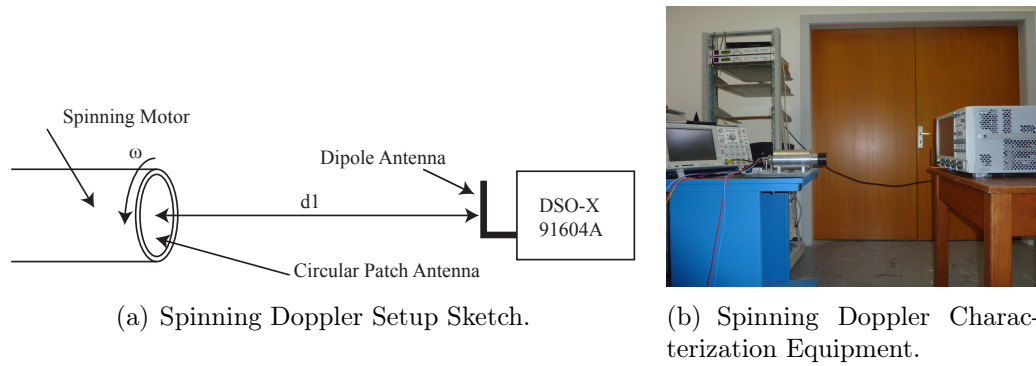 Spinning Motor
ω
Dipole Antenna
d1
DSO-X
91604A
Circular Patch Antenna
(a) Spinning Doppler Setup Sketch.
(b) Spinning Doppler Charac-
terization Equipment.